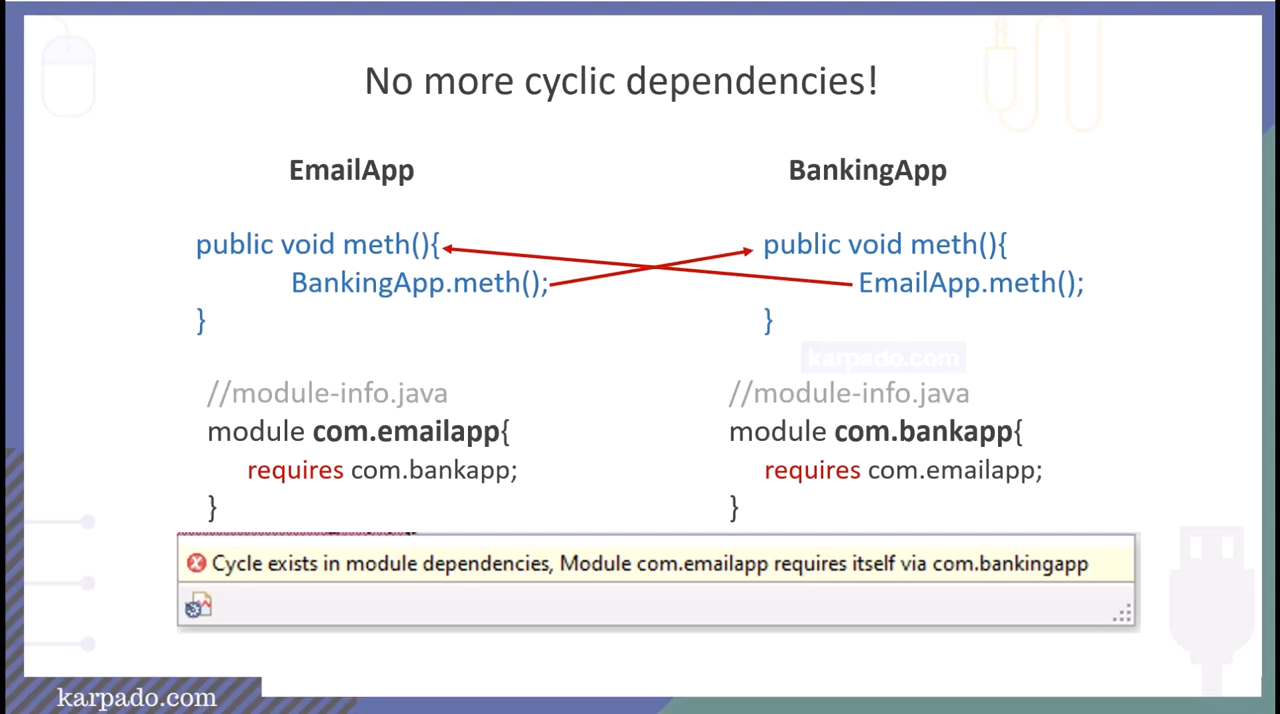 No more cyclic dependencies!
EmailApp
public void meth(){
BankingApp.meth();
}
//module-info.java
module com.emailapp{
requires com.bankapp;
}
BankingApp
public void meth(){
EmailApp.meth();
}
karpado.com
//module-info.java
module com.bankapp{
requires com.emailapp;
}
Cycle exists in module dependencies, Module com.emailapp requires itself via com.bankingapp
karpado.com